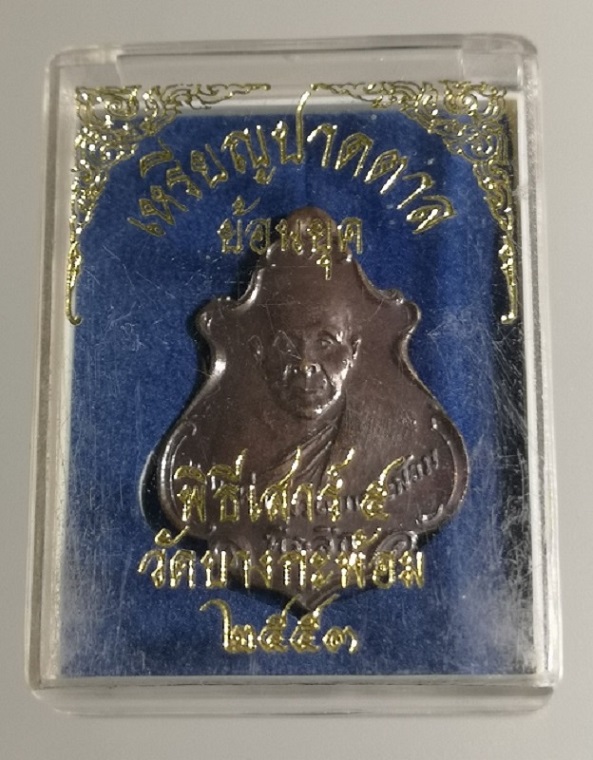 เหรียญปาดตาล
ย้อนยุค
พิธีเสาร์ ๕
วัดบางกะพ้อม
๒๕๕๓